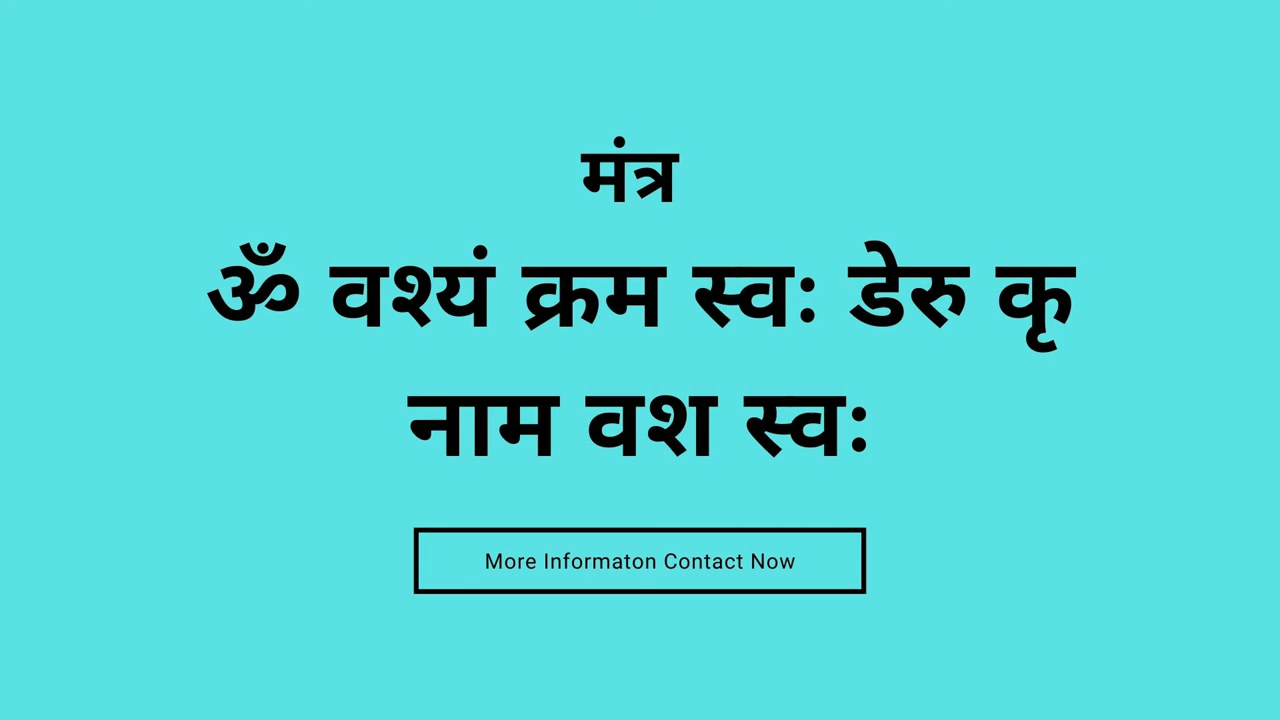 मंत्र
ॐ वश्यं क्रम स्वः डेरु कृ
नाम वश स्वः
More Informaton Contact Now